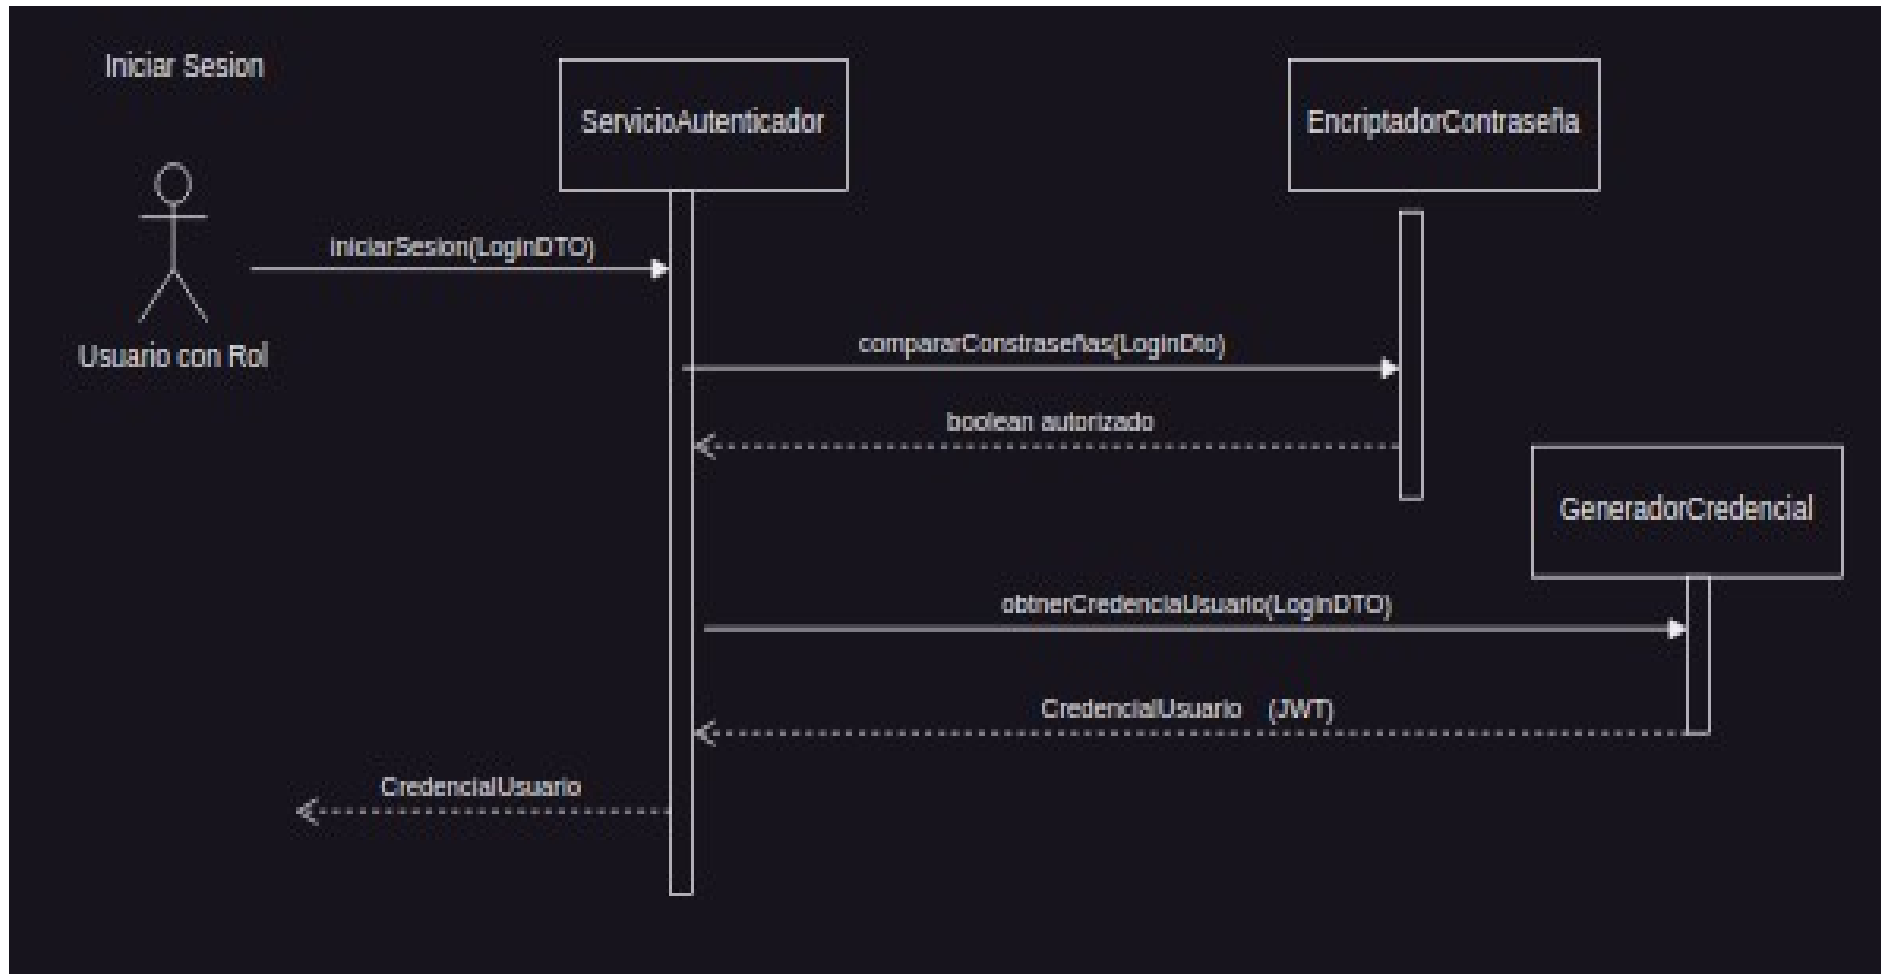 Iniciar Sesion
ServicioAutenticador
EncriptadorContraseña
iniciarSesion(LoginDTO)
Usuario con Rol
compararConstraseñas(LoginDto)
boolean autorizado
GeneradorCredencial
obtnerCredencialUsuario(LoginDTO)
CredencialUsuario (JWT)
CredencialUsuario